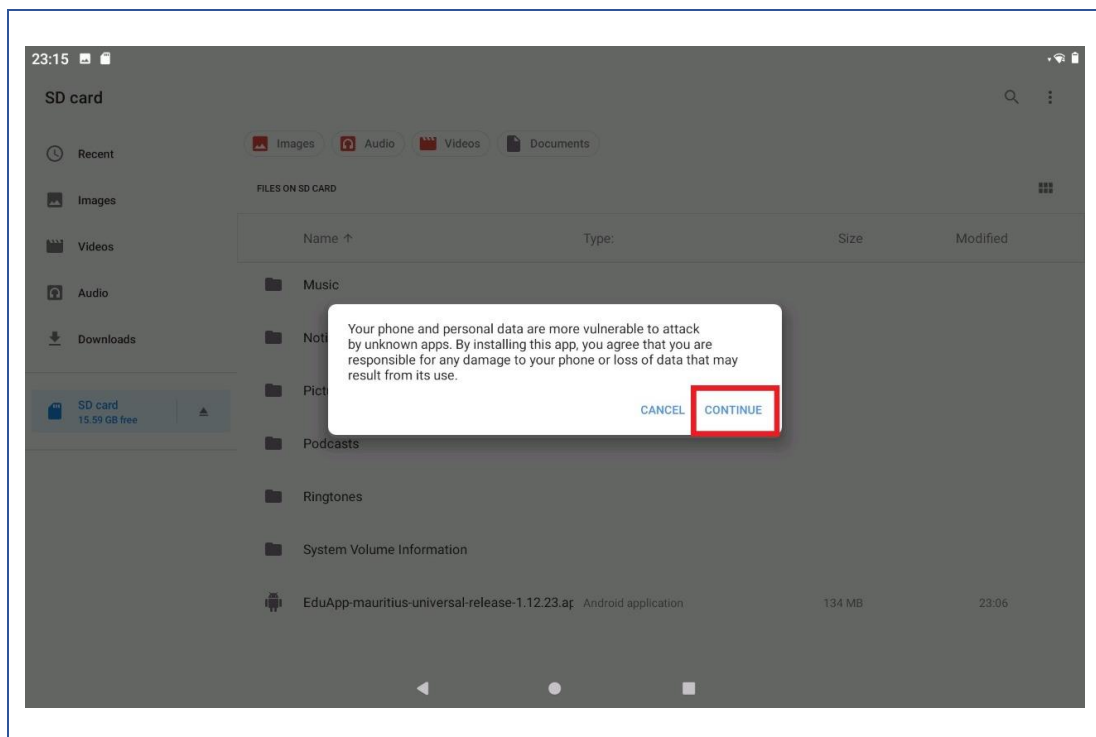 23:15
SD card
Recent
Images
Videos
Audio
Downloads
SD card
15.59 GB free
Images Audio Videos Documents
FILES ON SD CARD
Name Type: Size Modified
Music
Podcasts
Ringtones
System Volume Information
EduApp-mauritius-universal-release-1.12.23.ap Android application 134 MB 23:06
Your phone and personal data are more vulnerable to attack
by unknown apps. By installing this app, you agree that you are
responsible for any damage to your phone or loss of data that may
result from its use.
CANCEL CONTINUE